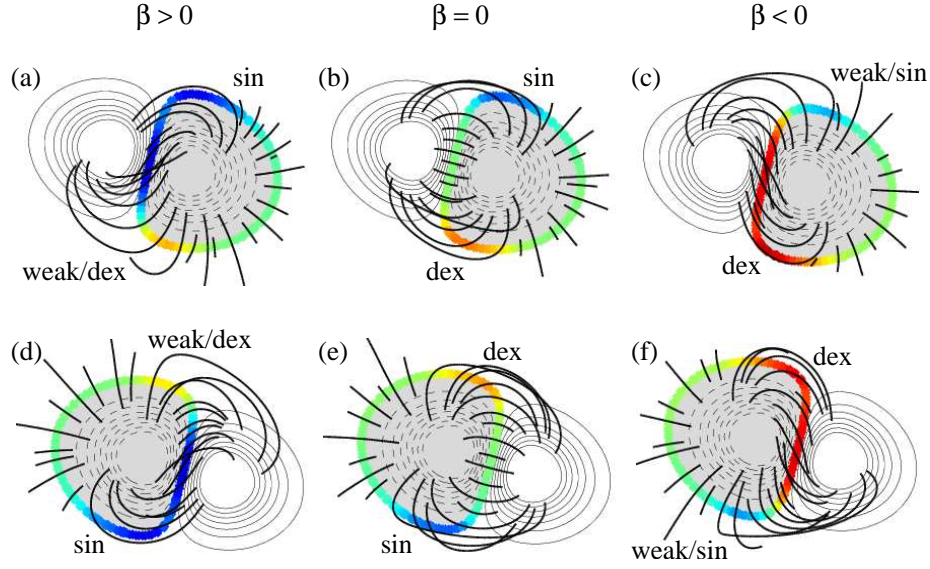 β > 0
β = 0
β < 0
(a)
sin
weak/dex
(b)
sin
dex
(c)
weak/sin
dex
(d)
weak/dex
sin
(e)
dex
sin
(f)
dex
weak/sin